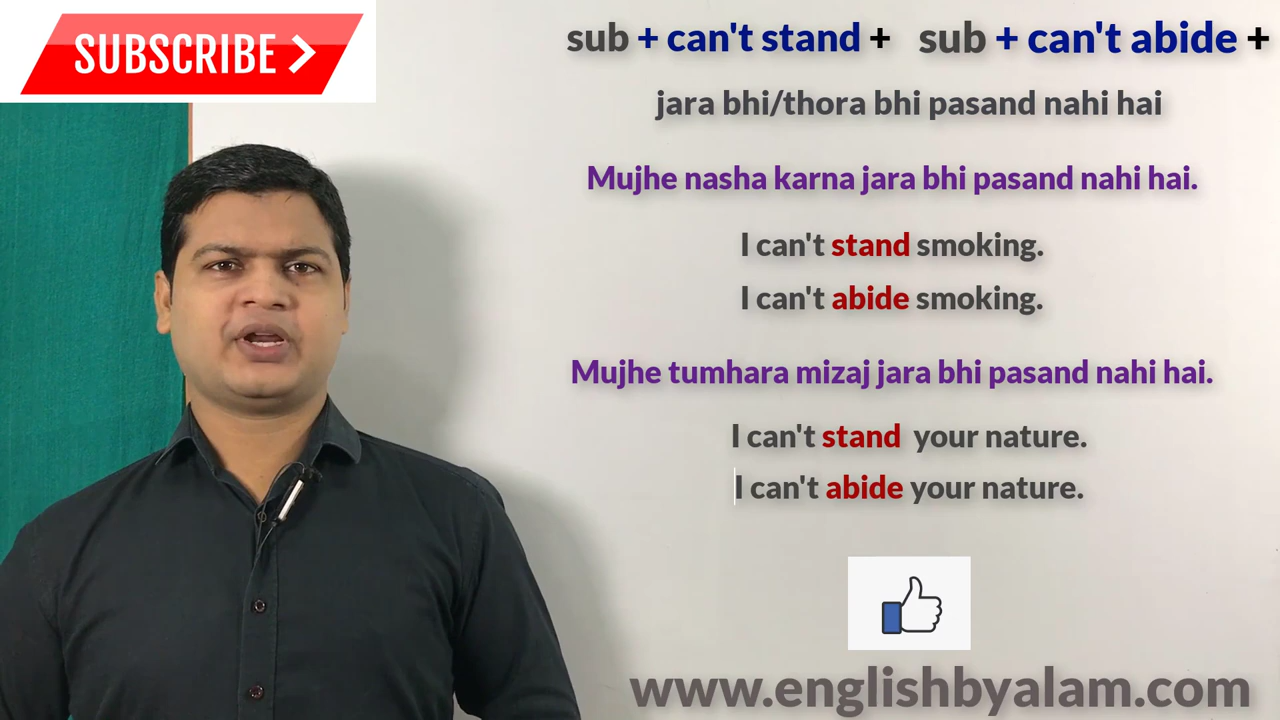 SUBSCRIBE
sub + can't stand + sub + can't abide +
jara bhi/thora bhi pasand nahi hai
Mujhe nasha karna jara bhi pasand nahi hai.
I can't stand smoking.
I can't abide smoking.
Mujhe tumhara mizaj jara bhi pasand nahi hai.
I can't stand your nature.
I can't abide your nature.
www.englishbyalam.com